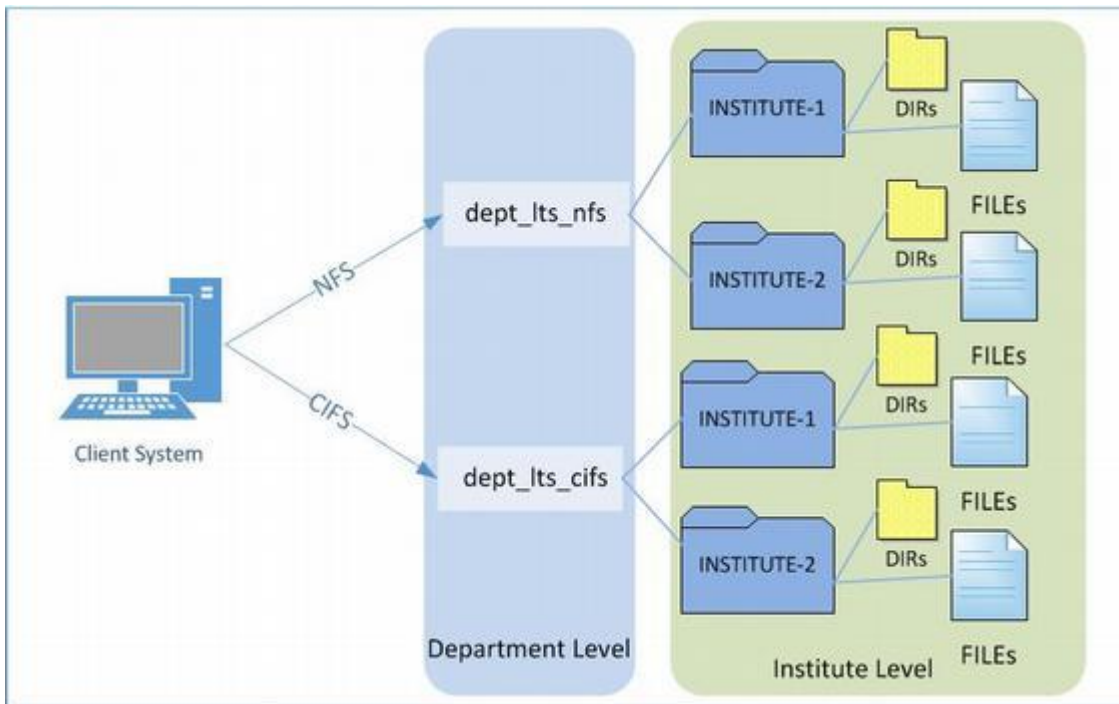 INSTITUTE-1
DIRs
FILEs
dept_lts_nfs
INSTITUTE-2
DIRs
FILEs
NFS
Client System
CIFS
dept_lts_cifs
INSTITUTE-1
DIRs
FILEs
INSTITUTE-2
DIRs
FILEs
Department Level
Institute Level